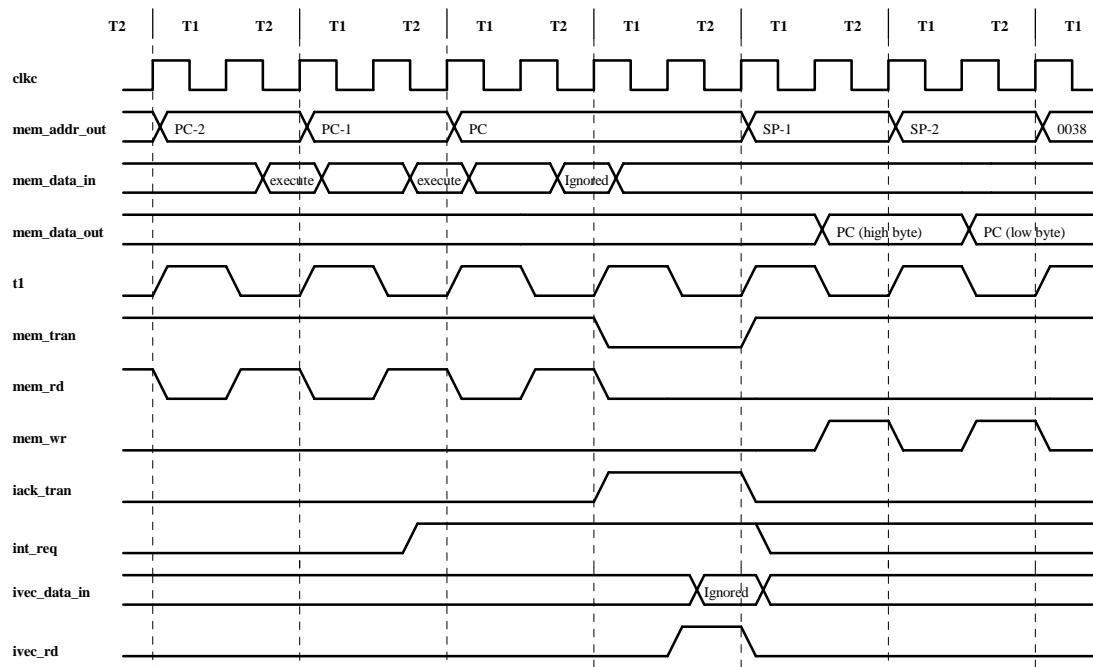 T2 T1 T2 T1 T2 T1 T2 T1 T2 T1 T2 T1 T2 T1
clkc
mem_addr_out PC-2 PC-1 PC SP-1 SP-2 0038
mem_data_in execute execute Ignored
mem_data_out PC (high byte) PC (low byte)
t1
mem_tran
mem_rd
mem_wr
iack_tran
int_req
ivec_data_in Ignored
ivec_rd